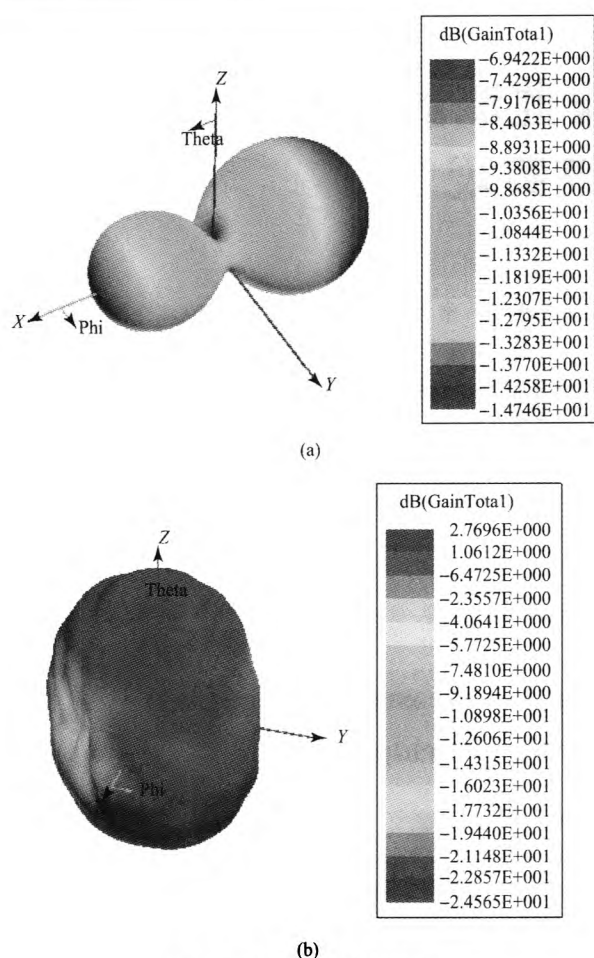 dB(GainTotal)
−6.9422E+000
−7.4299E+000
−7.9176E+000
−8.4053E+000
−8.8931E+000
−9.3808E+000
−9.8685E+000
−1.0356E+001
−1.0844E+001
−1.1332E+001
−1.1819E+001
−1.2307E+001
−1.2795E+001
−1.3283E+001
−1.3770E+001
−1.4258E+001
−1.4746E+001
Z
Theta
X
Phi
Y
(a)
dB(GainTotal)
2.7696E+000
1.0612E+000
−6.4725E+000
−2.3557E+000
−4.0641E+000
−5.7725E+000
−7.4810E+000
−9.1894E+000
−1.0898E+001
−1.2606E+001
−1.4315E+001
−1.6023E+001
−1.7732E+001
−1.9440E+001
−2.1148E+001
−2.2857E+001
−2.4565E+001
Z
Theta
Y
Phi
(b)